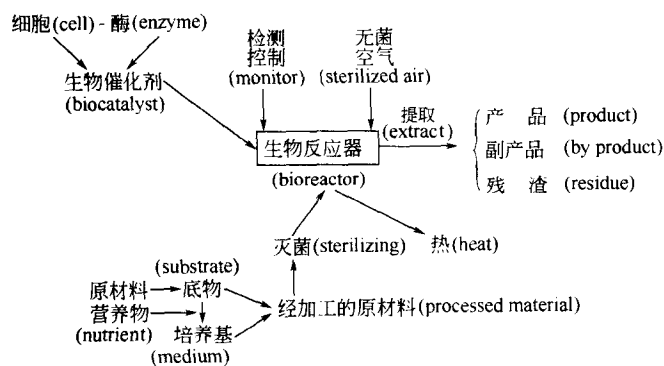 细胞(cell) - 酶(enzyme)
生物催化剂
(biocatalyst)
检测
控制
(monitor)
无菌
空气
(sterilized air)
提取
(extract)
生物反应器
(bioreactor)
产 品 (product)
副产品 (by product)
残 渣 (residue)
灭菌(sterilizing)
热(heat)
(substrate)
原材料
底物
营养物
(nutrient)
培养基
(medium)
经加工的原材料(processed material)